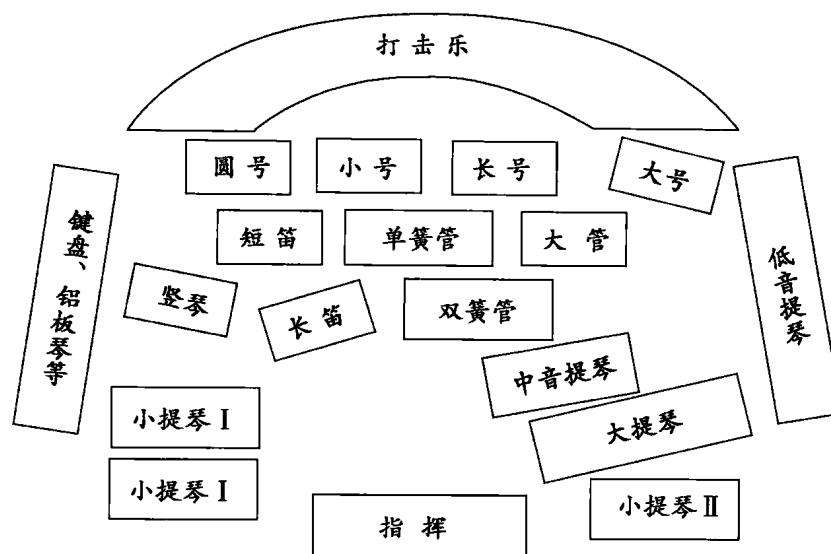 打击乐
圆号
小号
长号
大号
短笛
单簧管
大管
键盘、铝板琴等
低音提琴
竖琴
长笛
双簧管
中音提琴
大提琴
小提琴Ⅰ
小提琴Ⅰ
小提琴Ⅱ
指挥